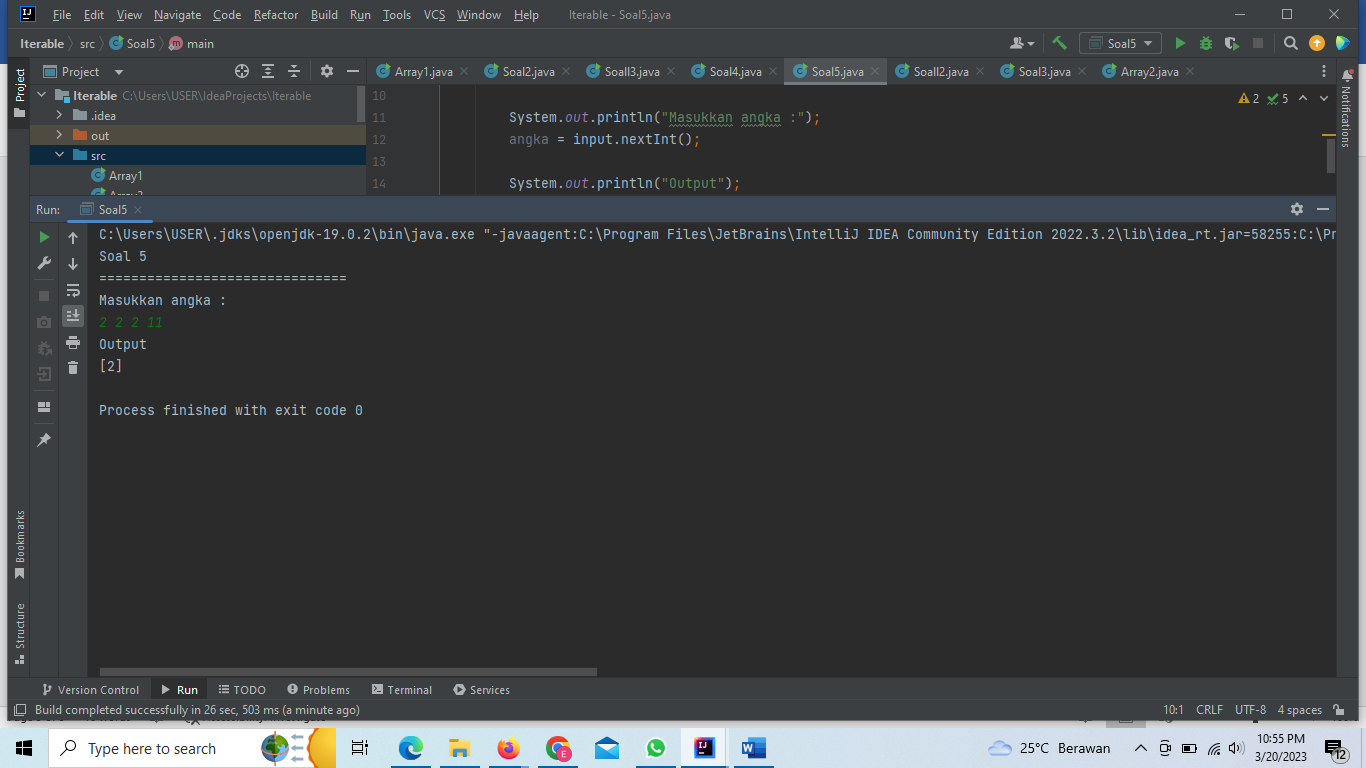 File Edit View Navigate Code Refactor Build Run Tools VCS Window Help Iterable - Soal5.java
Iterable src Soal5 main Soal5
Project Array1.java Soal2.java Soall3.java Soal4.java Soal5.java Soall2.java Soal3.java Array2.java
Project
Notifications
Iterable C:\Users\USER\IdeaProjects\Iterable
.idea
out
src
Array1
10
11 System.out.println("Masukkan angka :");
12 angka = input.nextInt();
13
14 System.out.println("Output");
2 5
Run: Soal5
C:\Users\USER\.jdks\openjdk-19.0.2\bin\java.exe "-javaagent:C:\Program Files\JetBrains\IntelliJ IDEA Community Edition 2022.3.2\lib\idea_rt.jar=58255:C:\Pr
Soal 5
===============================
Masukkan angka :
2 2 2 11
Output
[2]
Process finished with exit code 0
Bookmarks
Structure
Version Control Run TODO Problems Terminal Services
Build completed successfully in 26 sec, 503 ms (a minute ago) 10:1 CRLF UTF-8 4 spaces
Type here to search 25°C Berawan 10:55 PM
3/20/2023 12